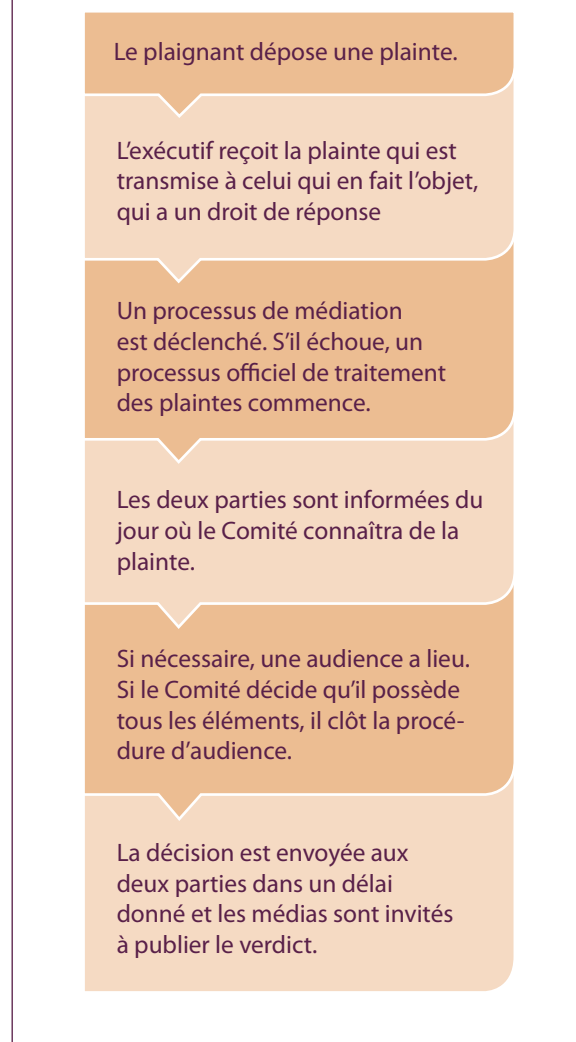 Le plaignant dépose une plainte.
L'exécutif reçoit la plainte qui est
transmise à celui qui en fait l'objet,
qui a un droit de réponse
Un processus de médiation
est déclenché. S'il échoue, un
processus officiel de traitement
des plaintes commence.
Les deux parties sont informées du
jour où le Comité connaîtra de la
plainte.
Si nécessaire, une audience a lieu.
Si le Comité décide qu'il possède
tous les éléments, il clôt la procé-
dure d'audience.
La décision est envoyée aux
deux parties dans un délai
donné et les médias sont invités
à publier le verdict.